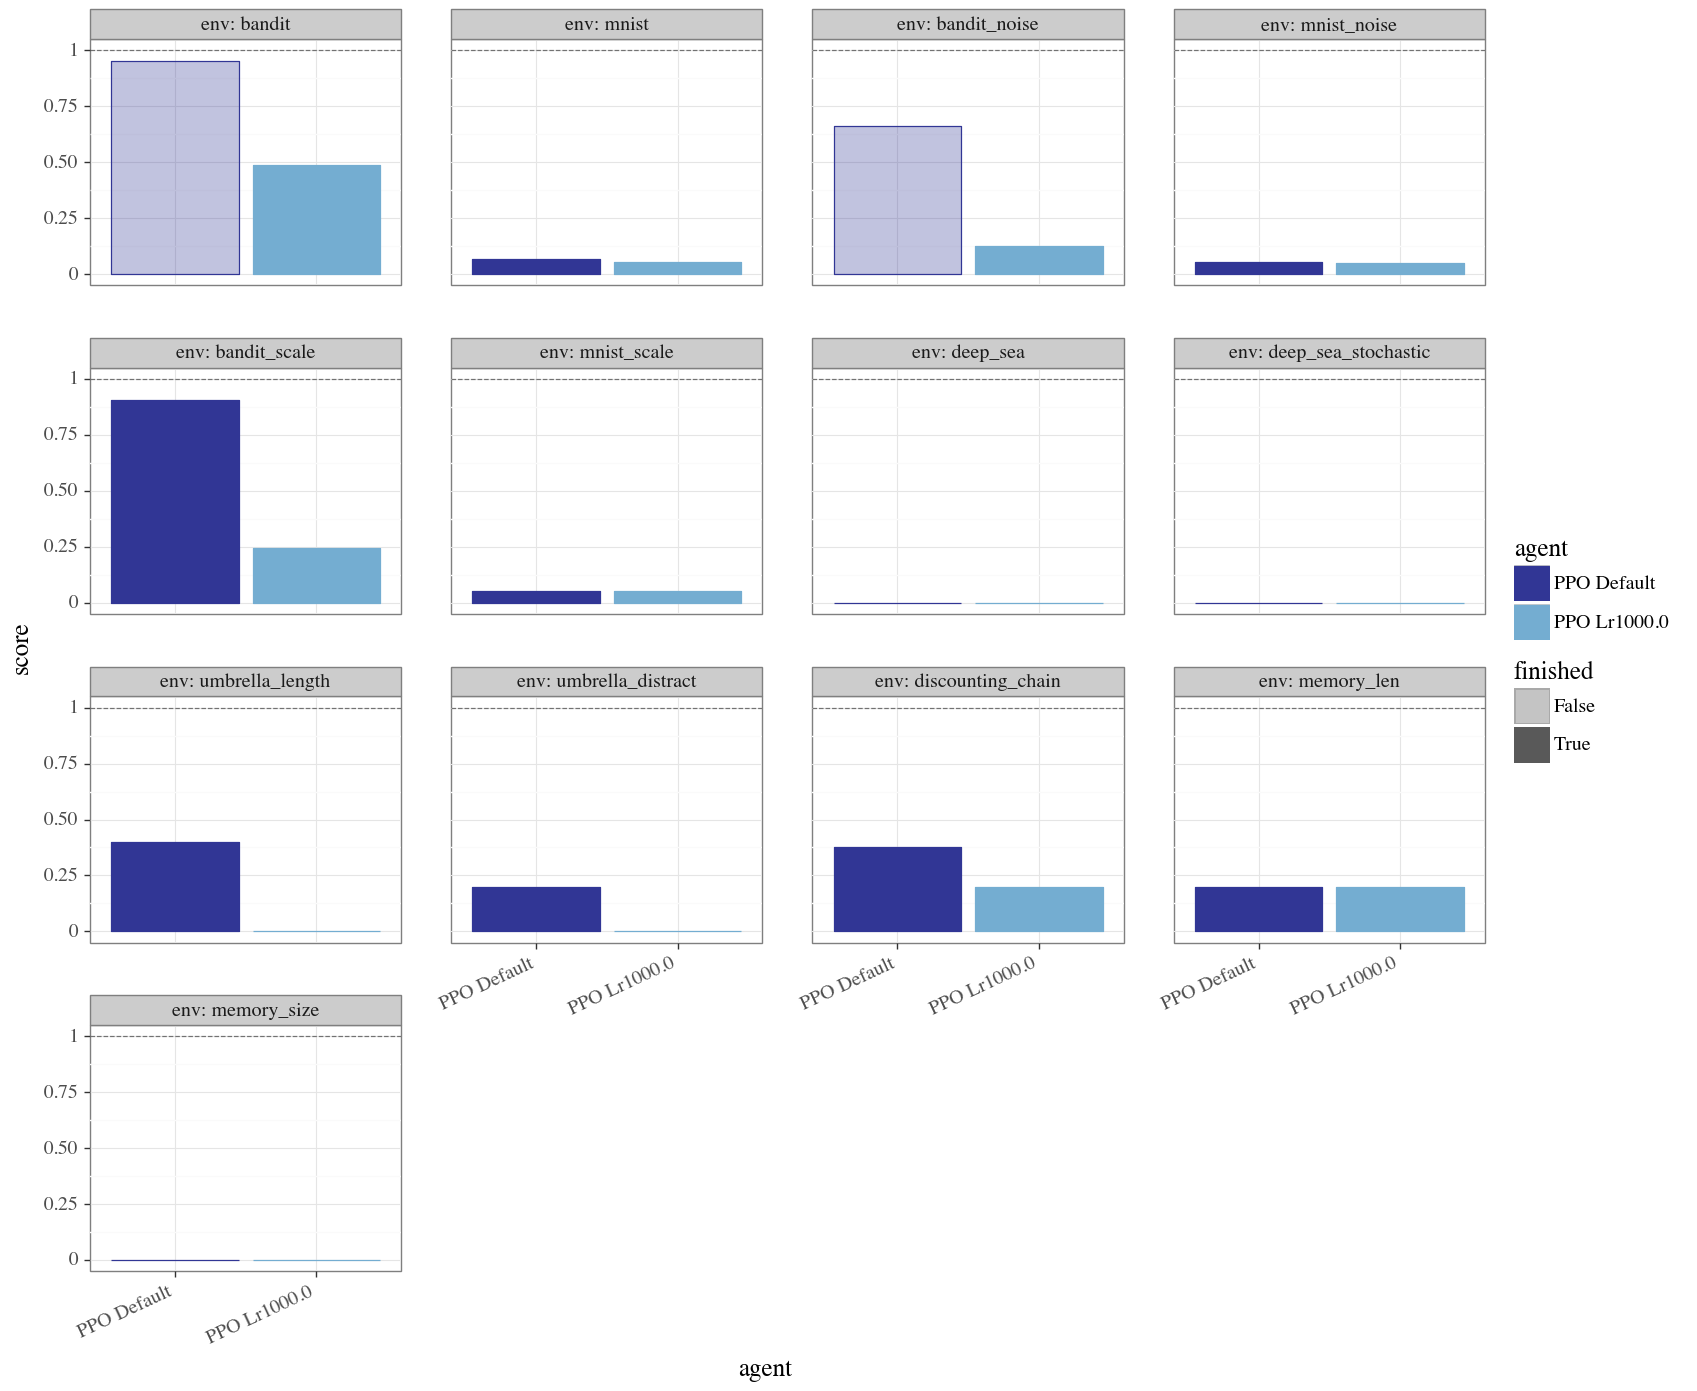 env: bandit
env: mnist
env: bandit_noise
env: mnist_noise
1
0.75
0.50
0.25
0
env: bandit_scale
env: mnist_scale
env: deep_sea
env: deep_sea_stochastic
1
0.75
0.50
0.25
0
env: umbrella_length
env: umbrella_distract
env: discounting_chain
env: memory_len
1
0.75
0.50
0.25
0
PPO Default
PPO Lr1000.0
PPO Default
PPO Lr1000.0
PPO Default
PPO Lr1000.0
env: memory_size
1
0.75
0.50
0.25
0
PPO Default
PPO Lr1000.0
score
agent
agent
PPO Default
PPO Lr1000.0
finished
False
True